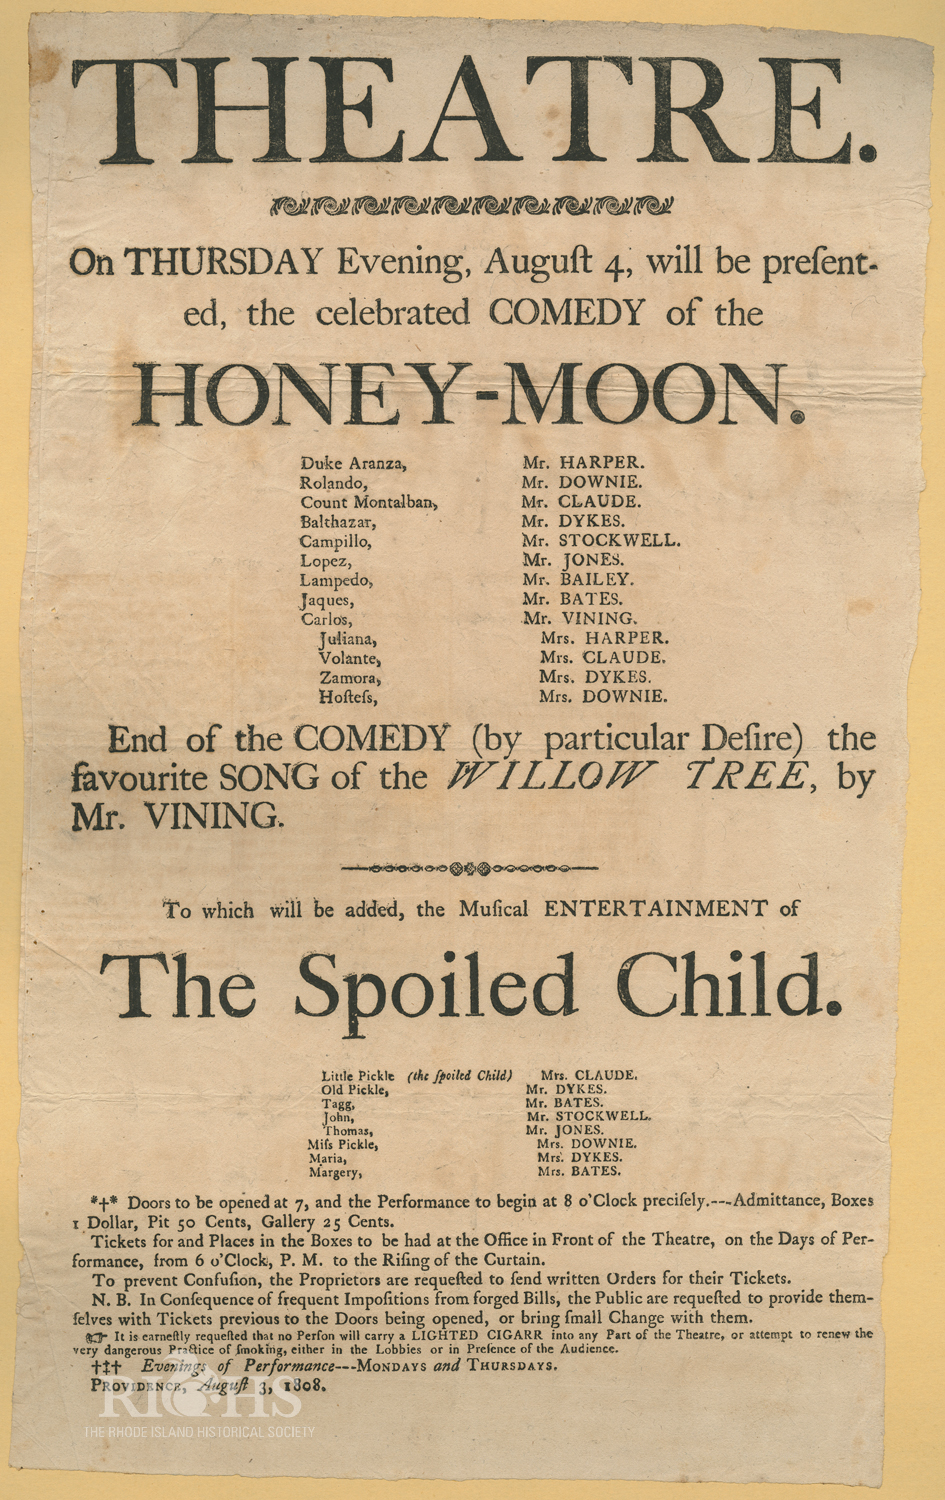 THEATRE.
On THURSDAY Evening, Auguſt 4, will be preſent-
ed, the celebrated COMEDY of the
HONEY-MOON.
Duke Aranza, Mr. HARPER.
Rolando, Mr. DOWNIE.
Count Montalban, Mr. CLAUDE.
Balthazar, Mr. DYKES.
Campillo, Mr. STOCKWELL.
Lopez, Mr. JONES.
Lampedo, Mr. BAILEY.
Jaques, Mr. BATES.
Carlos, Mr. VINING.
Juliana, Mrs. HARPER.
Volante, Mrs. CLAUDE.
Zamora, Mrs. DYKES.
Hoſteſs, Mrs. DOWNIE.
End of the COMEDY (by particular Deſire) the
favourite SONG of the WILLOW TREE, by
Mr. VINING.
To which will be added, the Muſical ENTERTAINMENT of
The Spoiled Child.
Little Pickle (the ſpoiled Child) Mrs. CLAUDE.
Old Pickle, Mr. DYKES.
Tagg, Mr. BATES.
John, Mr. STOCKWELL.
Thomas, Mr. JONES.
Miſs Pickle, Mrs. DOWNIE.
Maria, Mrs. DYKES.
Margery, Mrs. BATES.
*†* Doors to be opened at 7, and the Performance to begin at 8 o'Clock preciſely.---Admittance, Boxes
1 Dollar, Pit 50 Cents, Gallery 25 Cents.
Tickets for and Places in the Boxes to be had at the Office in Front of the Theatre, on the Days of Per-
formance, from 6 o'Clock, P. M. to the Riſing of the Curtain.
To prevent Confuſion, the Proprietors are requeſted to ſend written Orders for their Tickets.
N. B. In Conſequence of frequent Impoſitions from forged Bills, the Public are requeſted to provide them-
ſelves with Tickets previous to the Doors being opened, or bring ſmall Change with them.
☞ It is earneſtly requeſted that no Perſon will carry a LIGHTED CIGARR into any Part of the Theatre, or attempt to renew the
very dangerous Practice of ſmoking, either in the Lobbies or in Preſence of the Audience.
†‡† Evenings of Performance---MONDAYS and THURSDAYS.
PROVIDENCE, Auguſt 3, 1808.
RIHS
THE RHODE ISLAND HISTORICAL SOCIETY